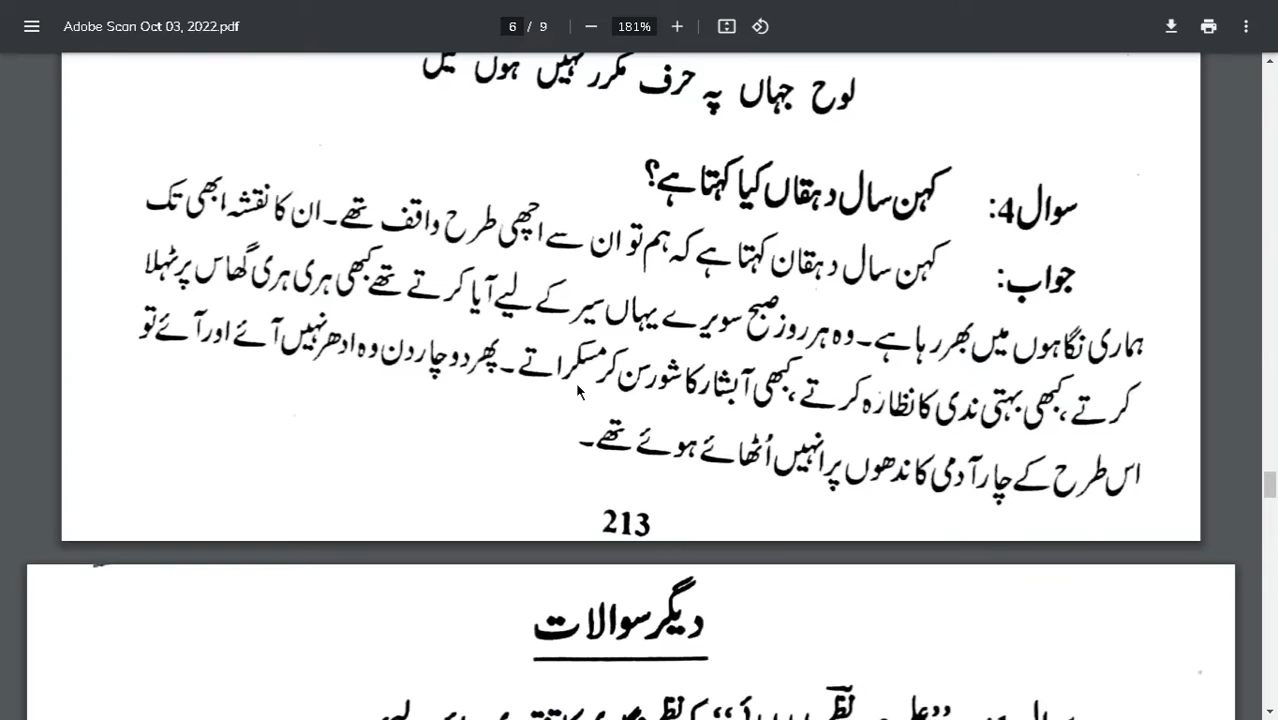 Adobe Scan Oct 03, 2022.pdf
6 / 9
181%
لوح جہاں پہ حرف مکرر نہیں ہوں میں
سوال 4: کہن سال دہقاں کیا کہتا ہے؟
جواب: کہن سال دہقان کہتا ہے کہ ہم تو ان سے اچھی طرح واقف تھے۔ ان کا نقشہ ابھی تک
ہماری نگاہوں میں پھر رہا ہے۔ وہ ہر روز صبح سویرے یہاں سیر کے لیے آیا کرتے تھے کبھی ہری ہری گھاس پر ٹہلا
کرتے، کبھی بہتی ندی کا نظارہ کرتے، کبھی آبشار کا شور سن کر مسکراتے۔ پھر دو چار دن وہ ادھر نہیں آئے اور آئے تو
اس طرح کے چار آدمی کاندھوں پر انہیں اُٹھائے ہوئے تھے۔
213
دیگر سوالات